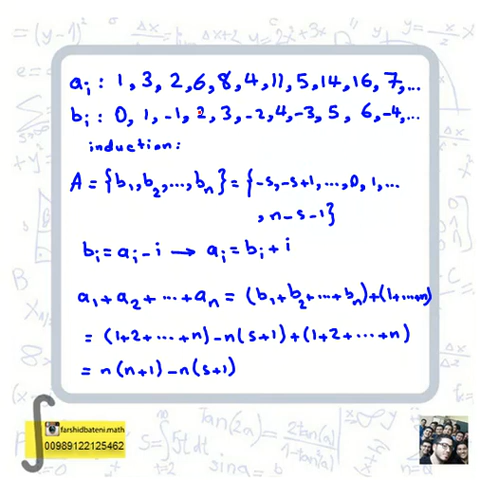 aᵢ : 1, 3, 2, 6, 8, 4, 11, 5, 14, 16, 7, ...
bᵢ : 0, 1, -1, 2, 3, -2, 4, -3, 5, 6, -4, ...
induction:
A = {b₁, b₂, ..., bₙ} = {-s, -s+1, ..., 0, 1, ...
, n-s-1}
bᵢ = aᵢ - i → aᵢ = bᵢ + i
a₁ + a₂ + ... + aₙ = (b₁ + b₂ + ... + bₙ) + (1+...+n)
= (1+2+...+n) - n(s+1) + (1+2+...+n)
= n(n+1) - n(s+1)
farshidbateni.math
00989122125462